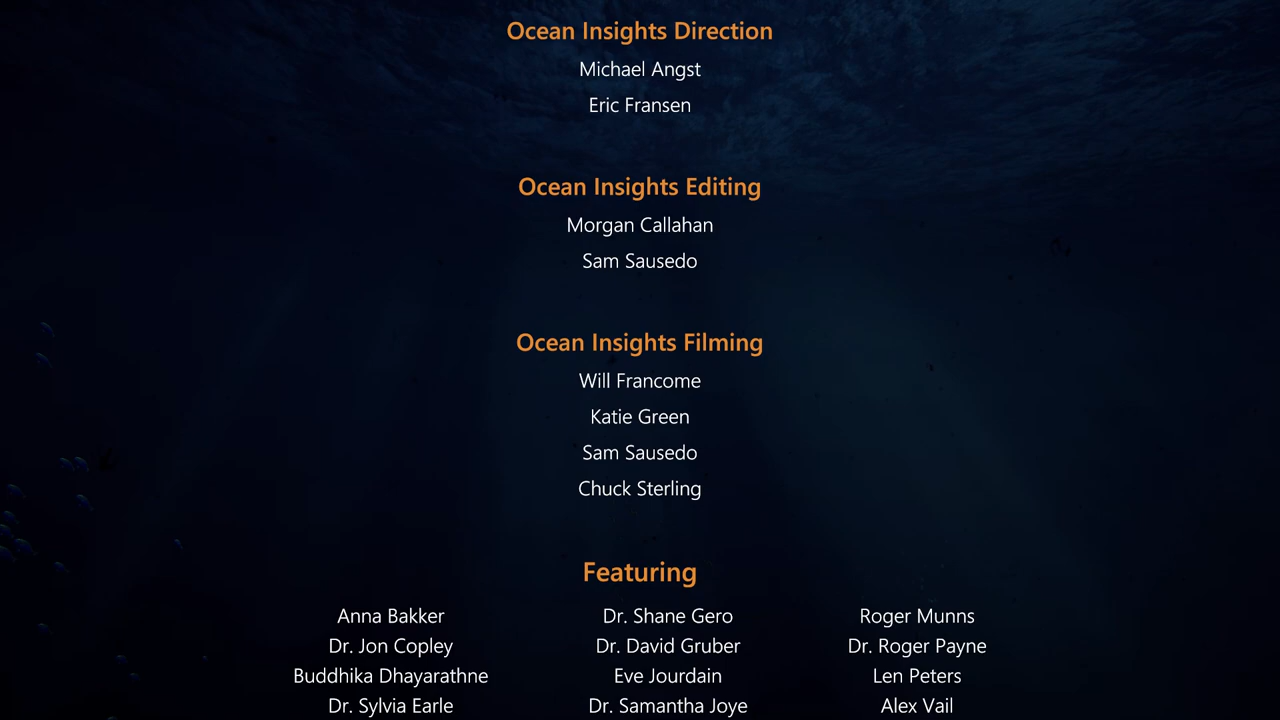 Ocean Insights Direction
Michael Angst
Eric Fransen
Ocean Insights Editing
Morgan Callahan
Sam Sausedo
Ocean Insights Filming
Will Francome
Katie Green
Sam Sausedo
Chuck Sterling
Featuring
Anna Bakker Dr. Shane Gero Roger Munns
Dr. Jon Copley Dr. David Gruber Dr. Roger Payne
Buddhika Dhayarathne Eve Jourdain Len Peters
Dr. Sylvia Earle Dr. Samantha Joye Alex Vail